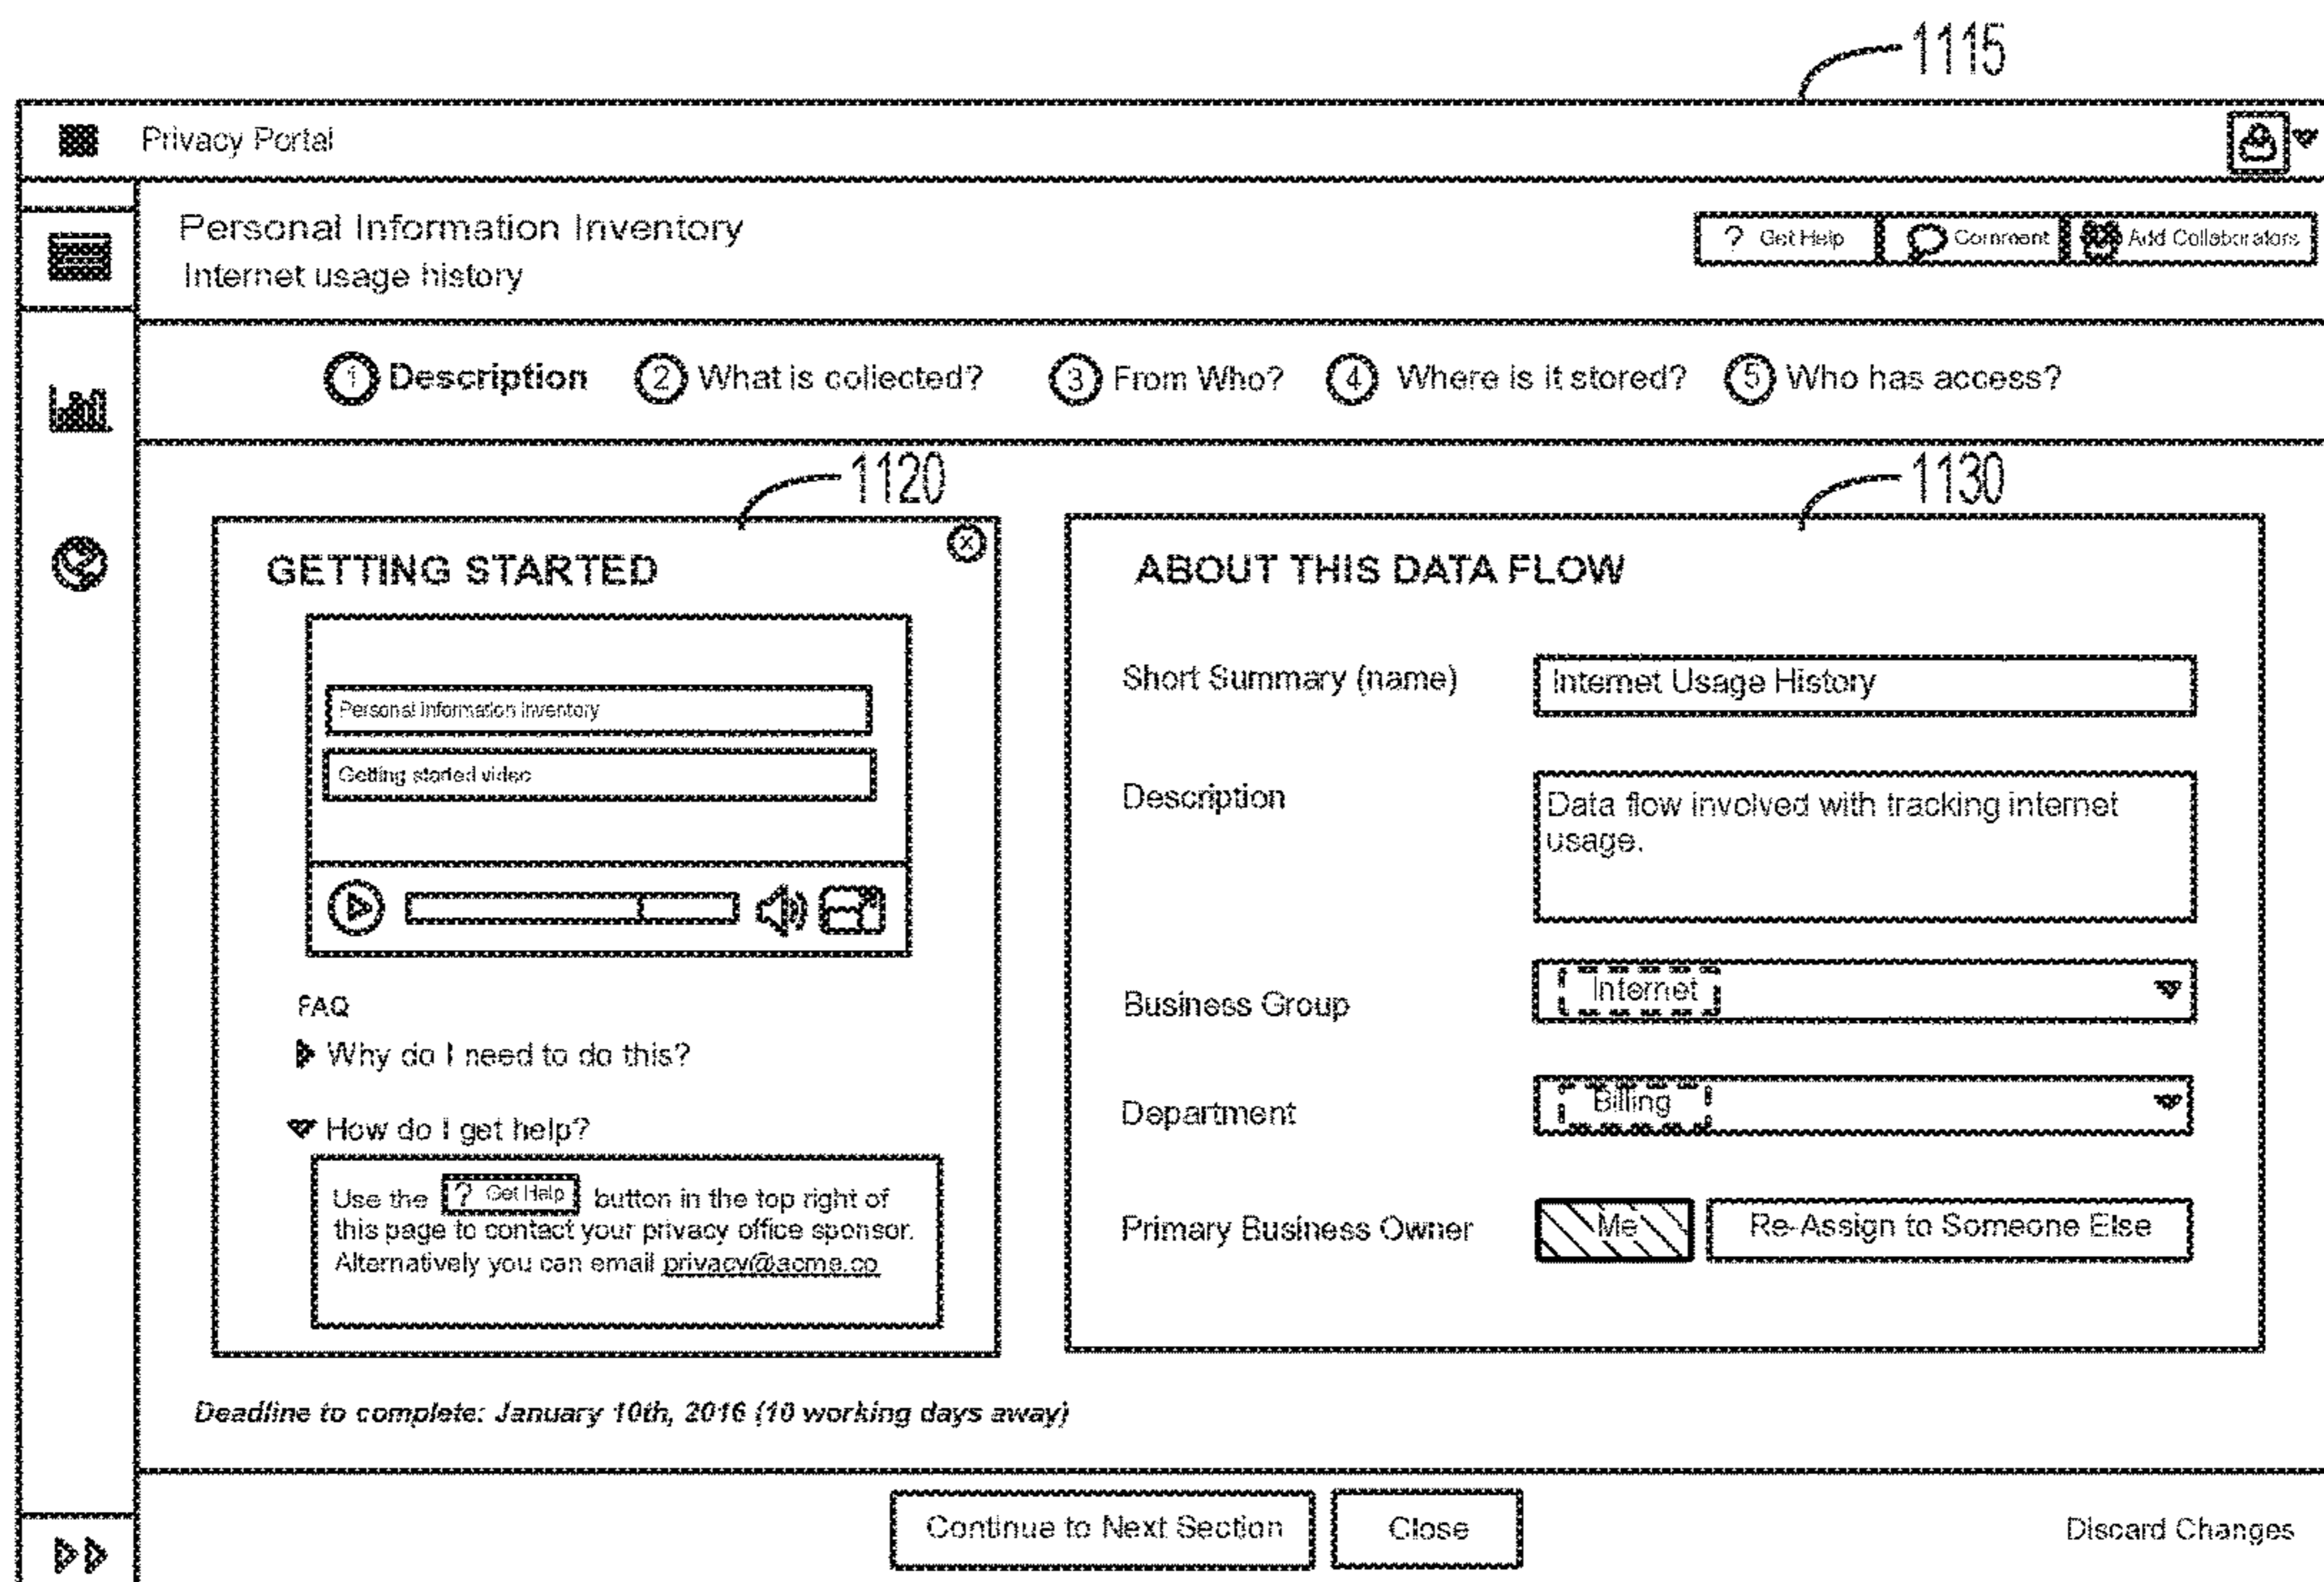 1115
Privacy Portal
Personal Information Inventory
Internet usage history
? Get Help
Comment
Add Collaborators
1 Description
2 What is collected?
3 From Who?
4 Where is it stored?
5 Who has access?
1120
GETTING STARTED
X
Personal Information Inventory
Getting started video
FAQ
Why do I need to do this?
How do I get help?
Use the ? Get Help button in the top right of
this page to contact your privacy office sponsor.
Alternatively you can email privacy@acme.co
1130
ABOUT THIS DATA FLOW
Short Summary (name)
Internet Usage History
Description
Data flow involved with tracking internet
usage.
Business Group
Internet
Department
Billing
Primary Business Owner
Me
Re-Assign to Someone Else
Deadline to complete: January 10th, 2016 (10 working days away)
Continue to Next Section
Close
Discard Changes